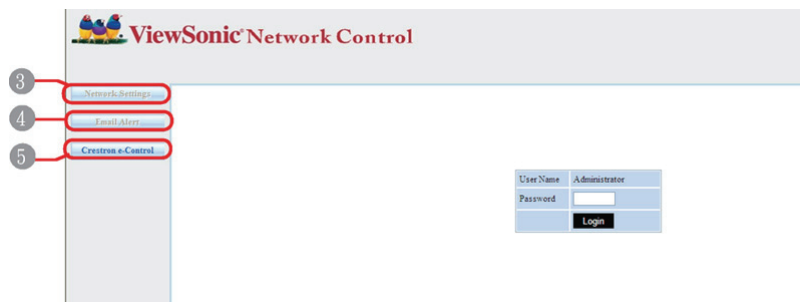 ViewSonic® Network Control
3
Network Settings
4
Email Alert
5
Crestron e-Control
User Name Administrator
Password
Login